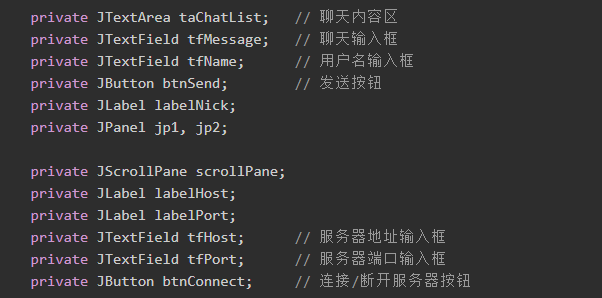 private JTextArea taChatList;   // 聊天内容区
private JTextField tfMessage;   // 聊天输入框
private JTextField tfName;      // 用户名输入框
private JButton btnSend;        // 发送按钮
private JLabel labelNick;
private JPanel jp1, jp2;
private JScrollPane scrollPane;
private JLabel labelHost;
private JLabel labelPort;
private JTextField tfHost;      // 服务器地址输入框
private JTextField tfPort;      // 服务器端口输入框
private JButton btnConnect;     // 连接/断开服务器按钮